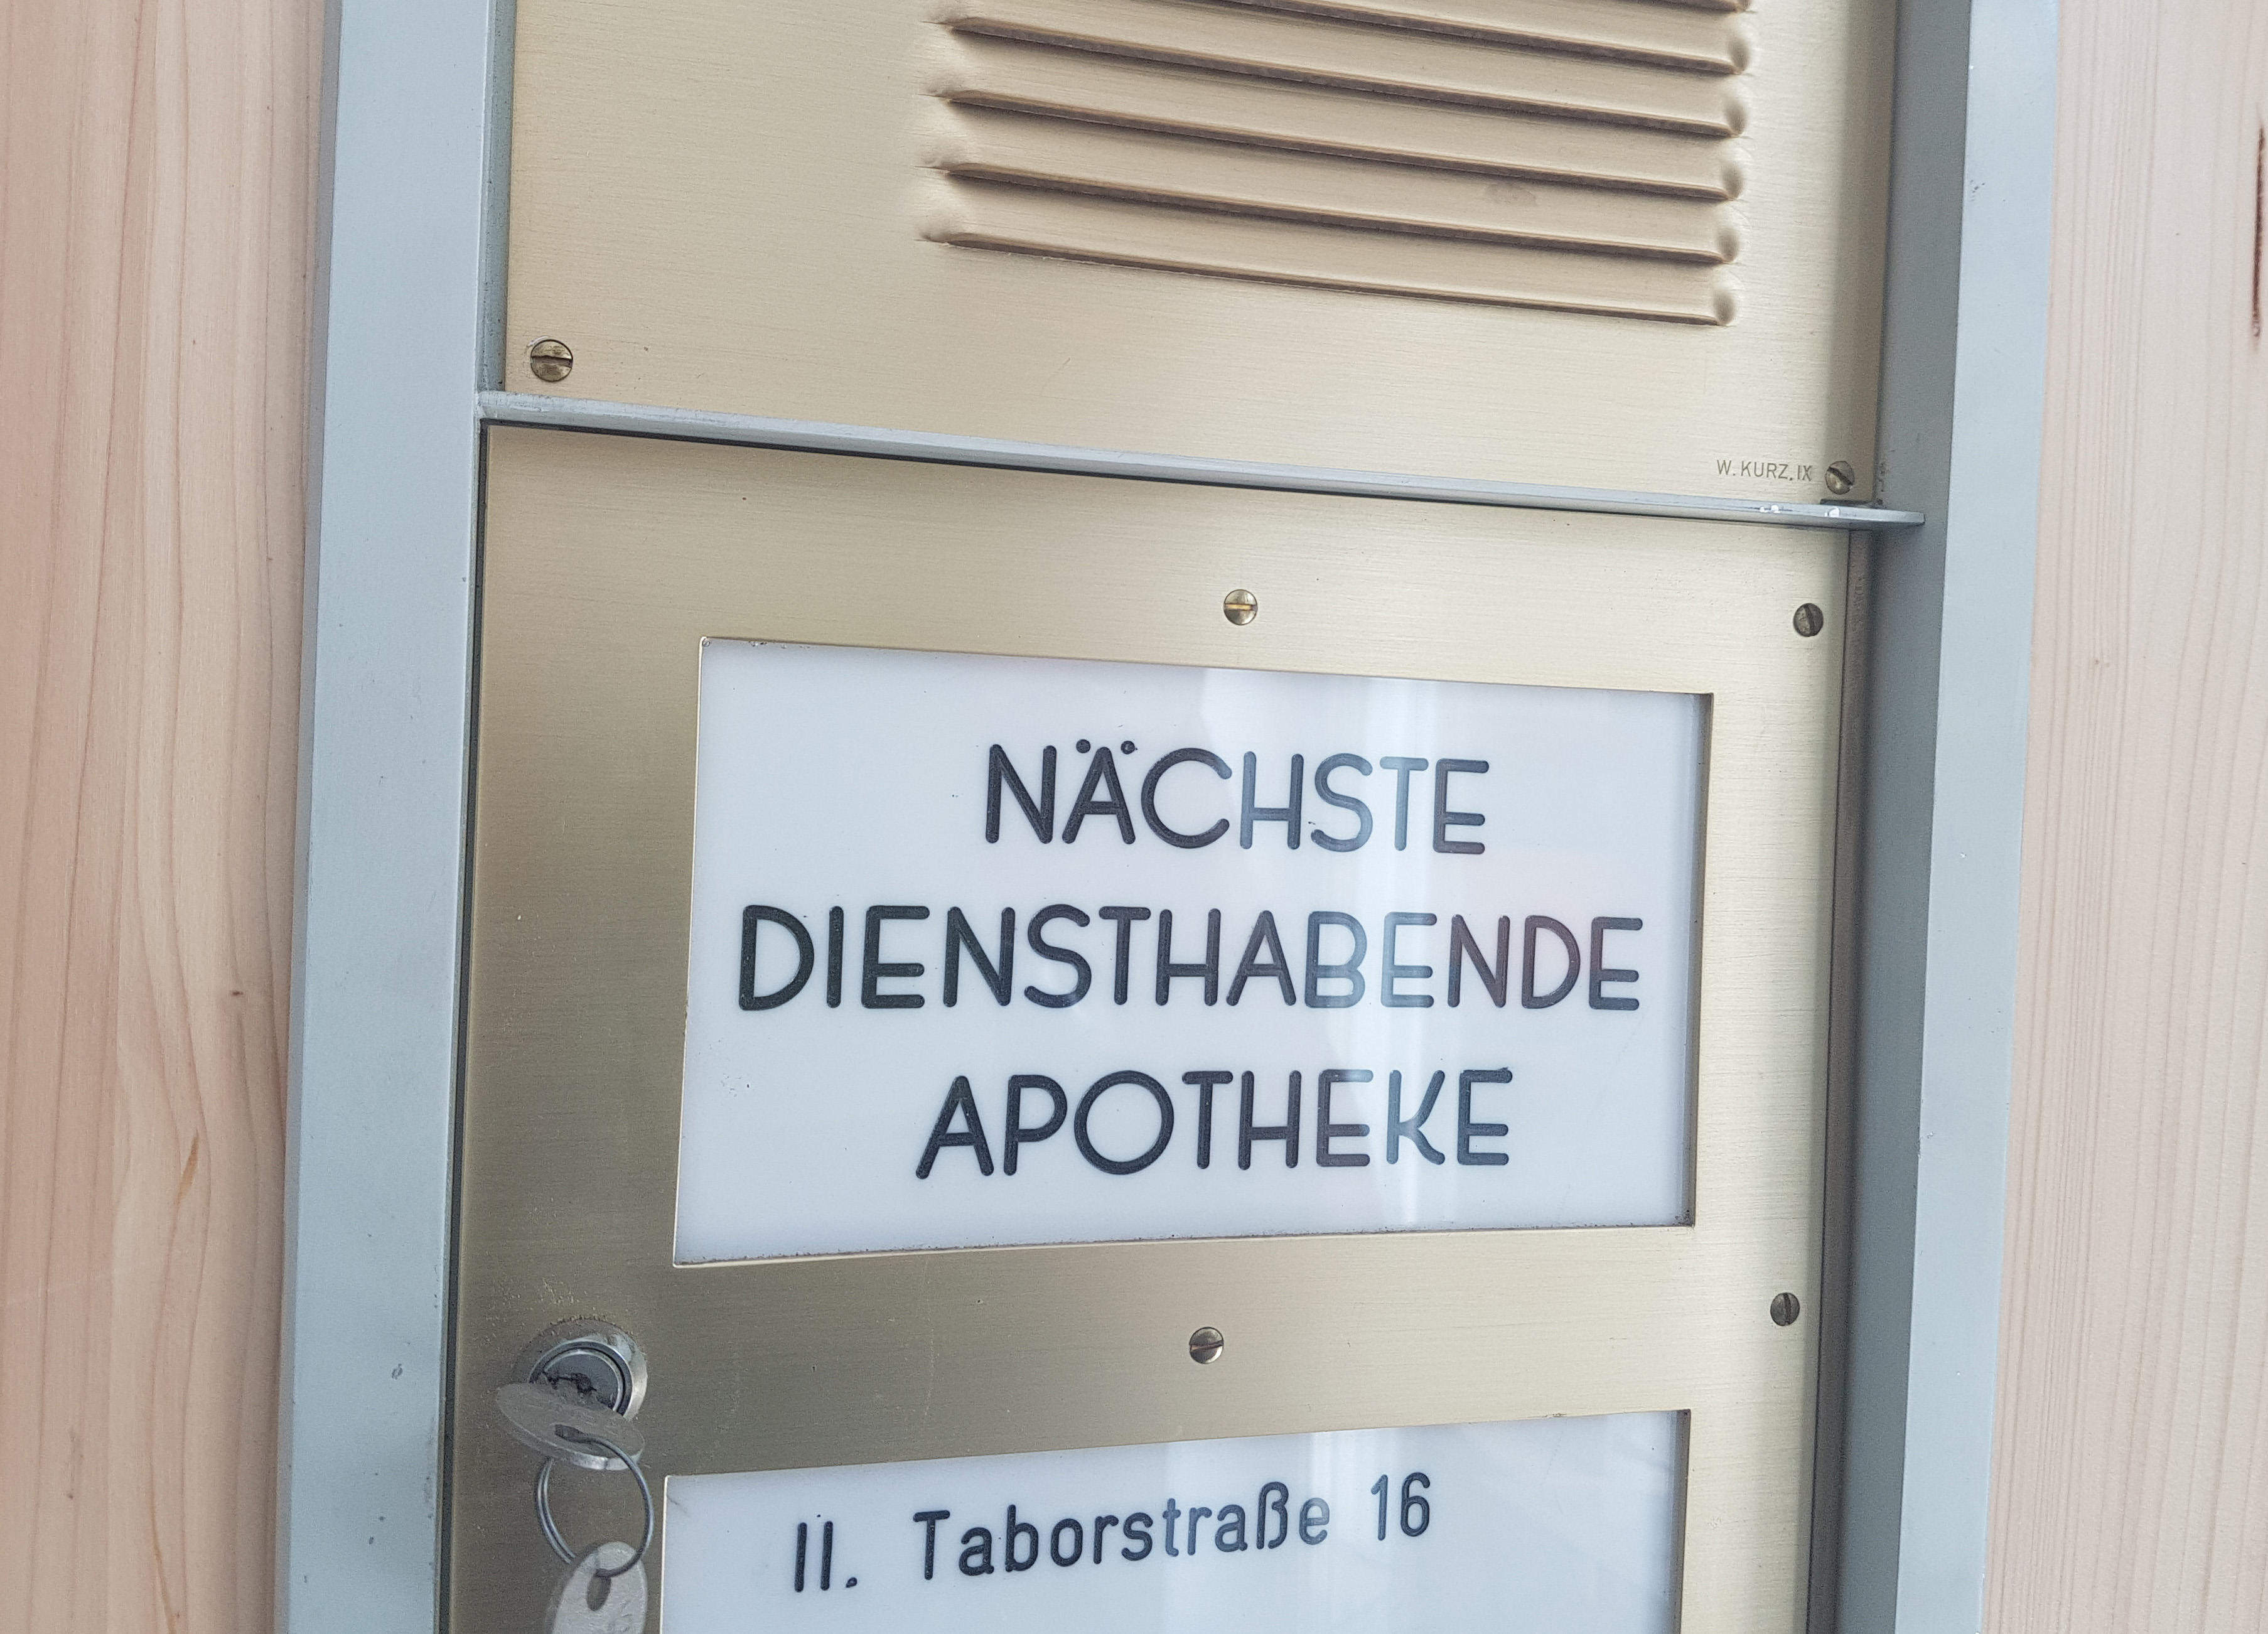 W. KURZ, IX
NÄCHSTE
DIENSTHABENDE
APOTHEKE
II. Taborstraße 16